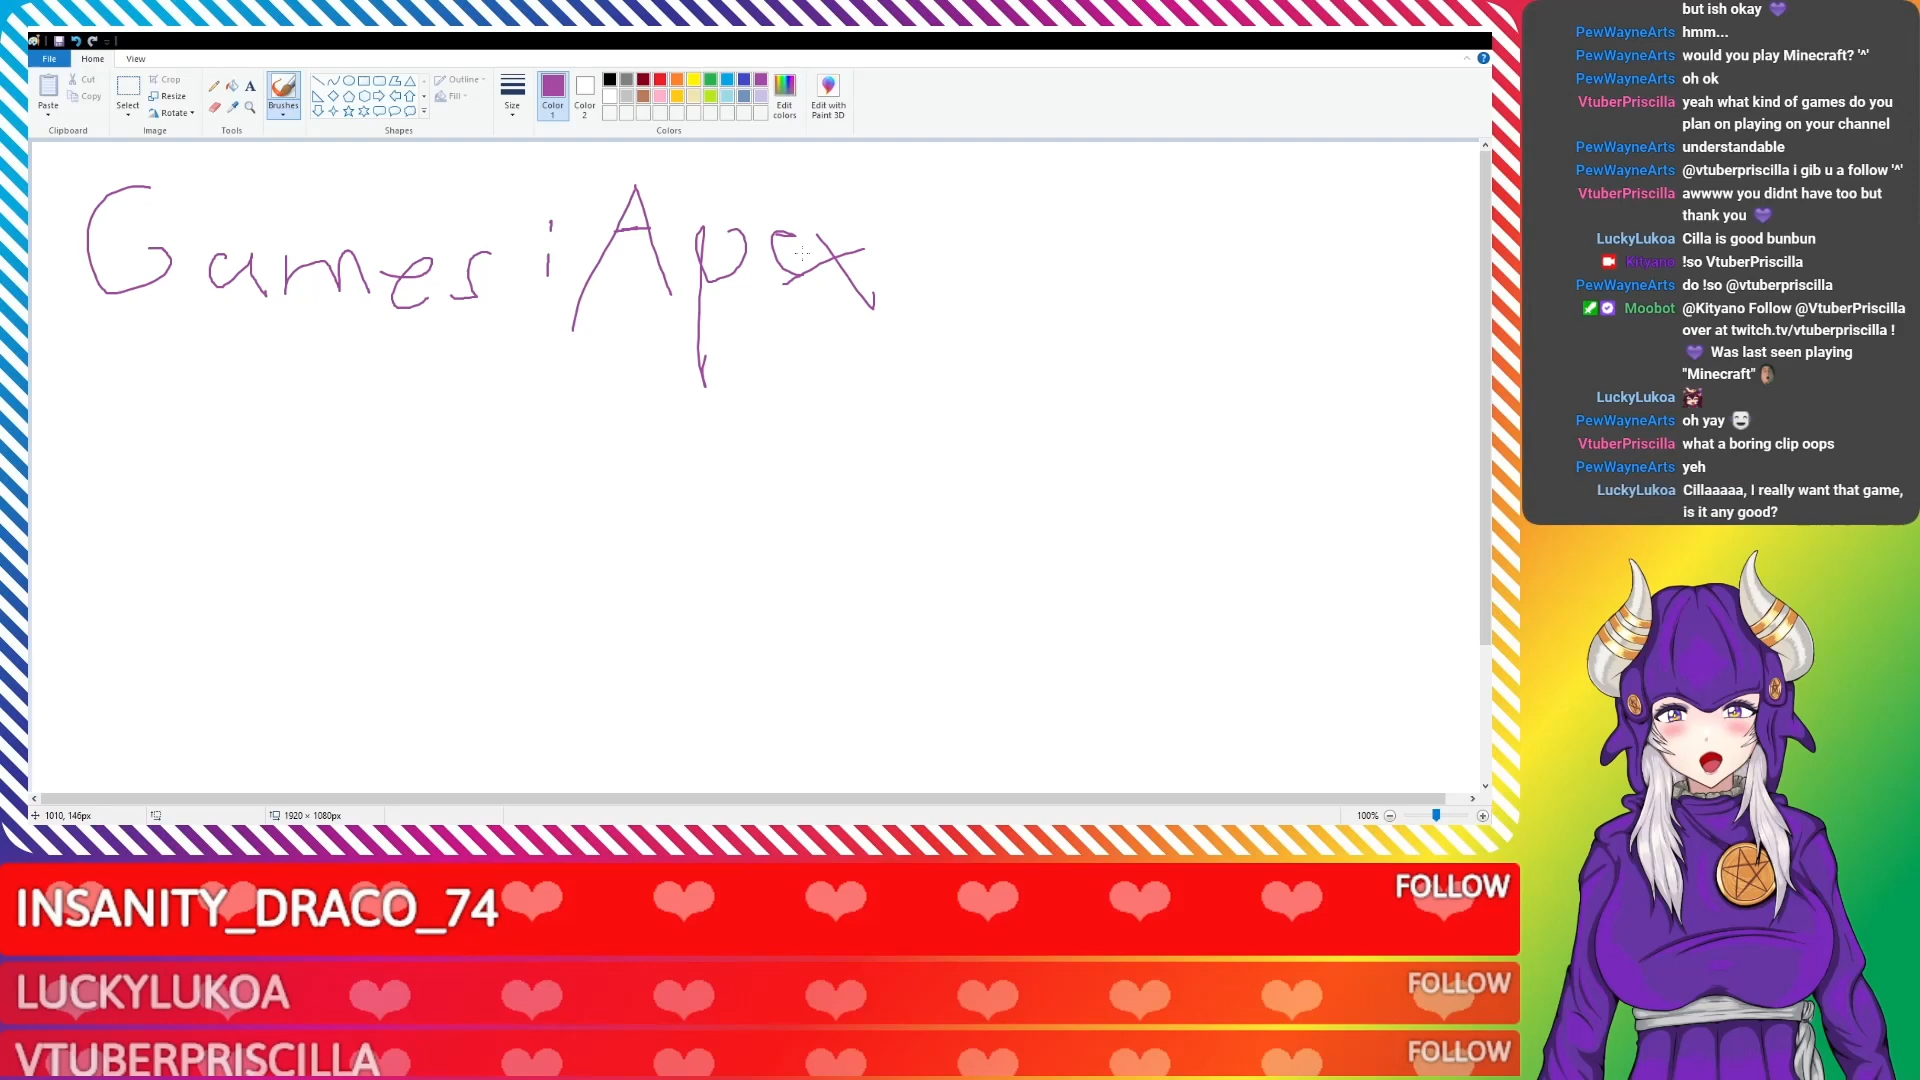 File Home View
Paste Cut Copy Clipboard
Select Crop Resize Rotate Image
A Tools
Brushes
Shapes Outline Fill
Size
Color 1 Color 2 Colors
Edit colors
Edit with Paint 3D
Games : Apex
1010, 146px 1920 × 1080px 100%
but ish okay
PewWayneArts hmm...
PewWayneArts would you play Minecraft? '^'
PewWayneArts oh ok
VtuberPriscilla yeah what kind of games do you
plan on playing on your channel
PewWayneArts understandable
PewWayneArts @vtuberpriscilla i gib u a follow '^'
VtuberPriscilla awwww you didnt have too but
thank you
LuckyLukoa Cilla is good bunbun
Kityano !so VtuberPriscilla
PewWayneArts do !so @vtuberpriscilla
Moobot @Kityano Follow @VtuberPriscilla
over at twitch.tv/vtuberpriscilla !
Was last seen playing
"Minecraft"
LuckyLukoa
PewWayneArts oh yay
VtuberPriscilla what a boring clip oops
PewWayneArts yeh
LuckyLukoa Cillaaaaa, I really want that game,
is it any good?
INSANITY_DRACO_74 FOLLOW
LUCKYLUKOA FOLLOW
VTUBERPRISCILLA FOLLOW